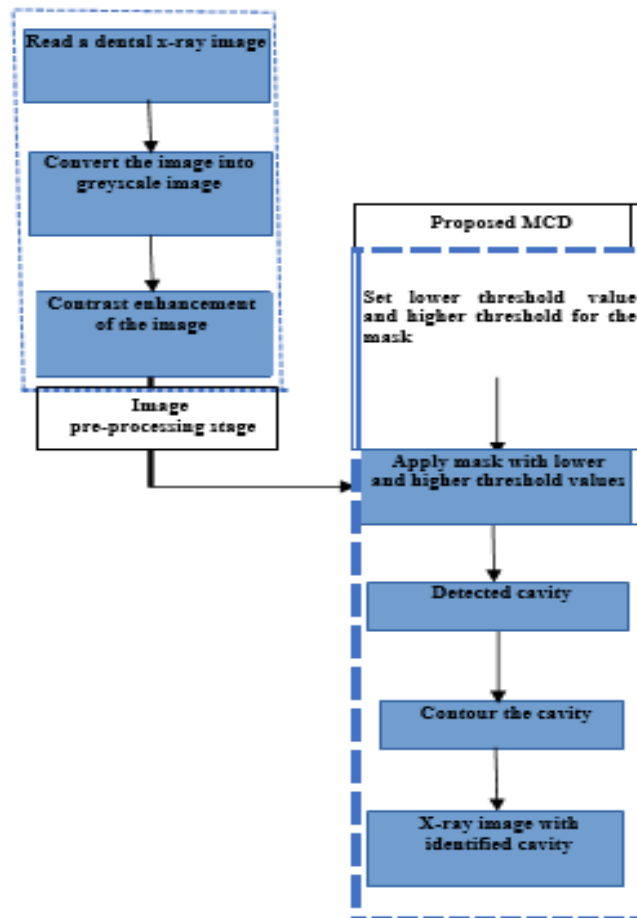 Read a dental x-ray image
Convert the image into
greyscale image
Contrast enhancement
of the image
Image
pre-processing stage
Proposed MCD
Set lower threshold value
and higher threshold for the
mask
Apply mask with lower
and higher threshold values
Detected cavity
Contour the cavity
X-ray image with
identified cavity